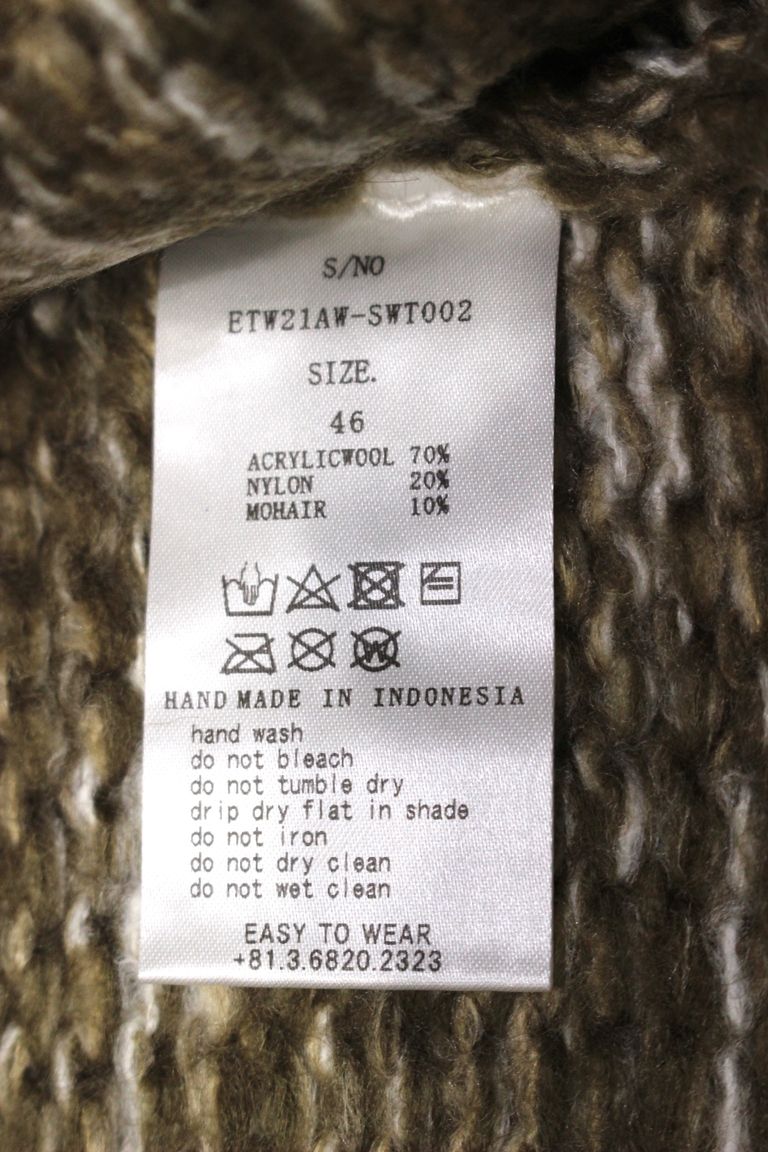 S/NO
ETW21AW-SWT002
SIZE.
46
ACRYLICWOOL 70%
NYLON 20%
MOHAIR 10%
W
HAND MADE IN INDONESIA
hand wash
do not bleach
do not tumble dry
drip dry flat in shade
do not iron
do not dry clean
do not wet clean
EASY TO WEAR
+81.3.6820.2323